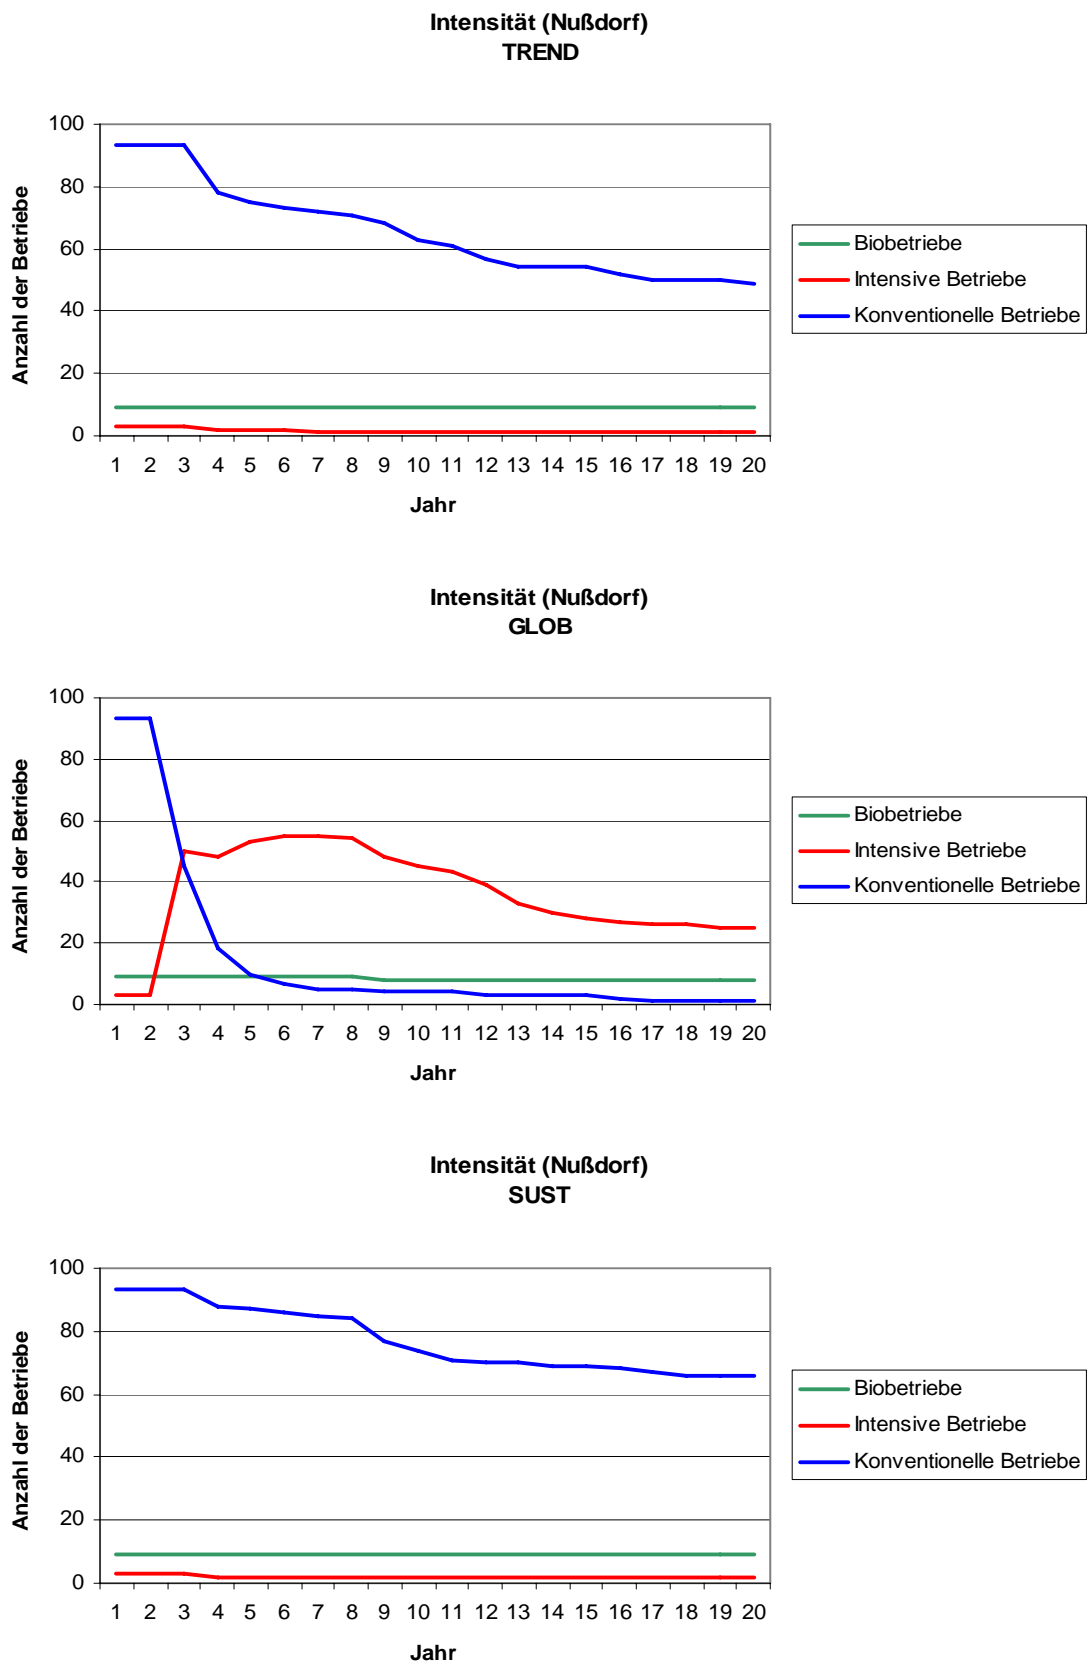 Intensität (Nußdorf)
TREND
Anzahl der Betriebe
100
80
60
40
20
0
1 2 3 4 5 6 7 8 9 10 11 12 13 14 15 16 17 18 19 20
Jahr
Biobetriebe
Intensive Betriebe
Konventionelle Betriebe
Intensität (Nußdorf)
GLOB
Anzahl der Betriebe
100
80
60
40
20
0
1 2 3 4 5 6 7 8 9 10 11 12 13 14 15 16 17 18 19 20
Jahr
Biobetriebe
Intensive Betriebe
Konventionelle Betriebe
Intensität (Nußdorf)
SUST
Anzahl der Betriebe
100
80
60
40
20
0
1 2 3 4 5 6 7 8 9 10 11 12 13 14 15 16 17 18 19 20
Jahr
Biobetriebe
Intensive Betriebe
Konventionelle Betriebe